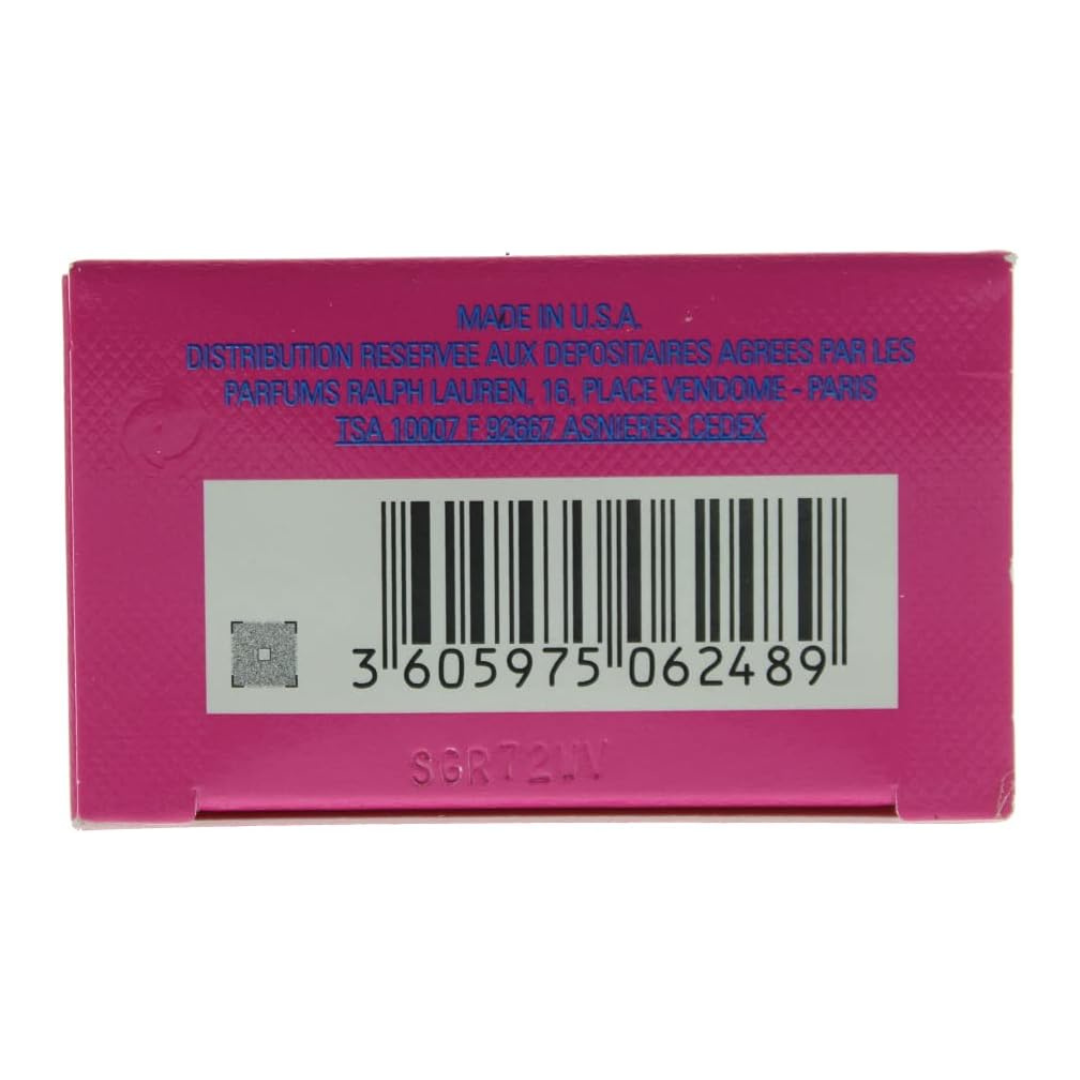 MADE IN U.S.A.
DISTRIBUTION RESERVEE AUX DEPOSITAIRES AGREES PAR LES
PARFUMS RALPH LAUREN, 16, PLACE VENDOME - PARIS
TSA 10007 F 92667 ASNIERES CEDEX
3 605975 062489
SGR72WV